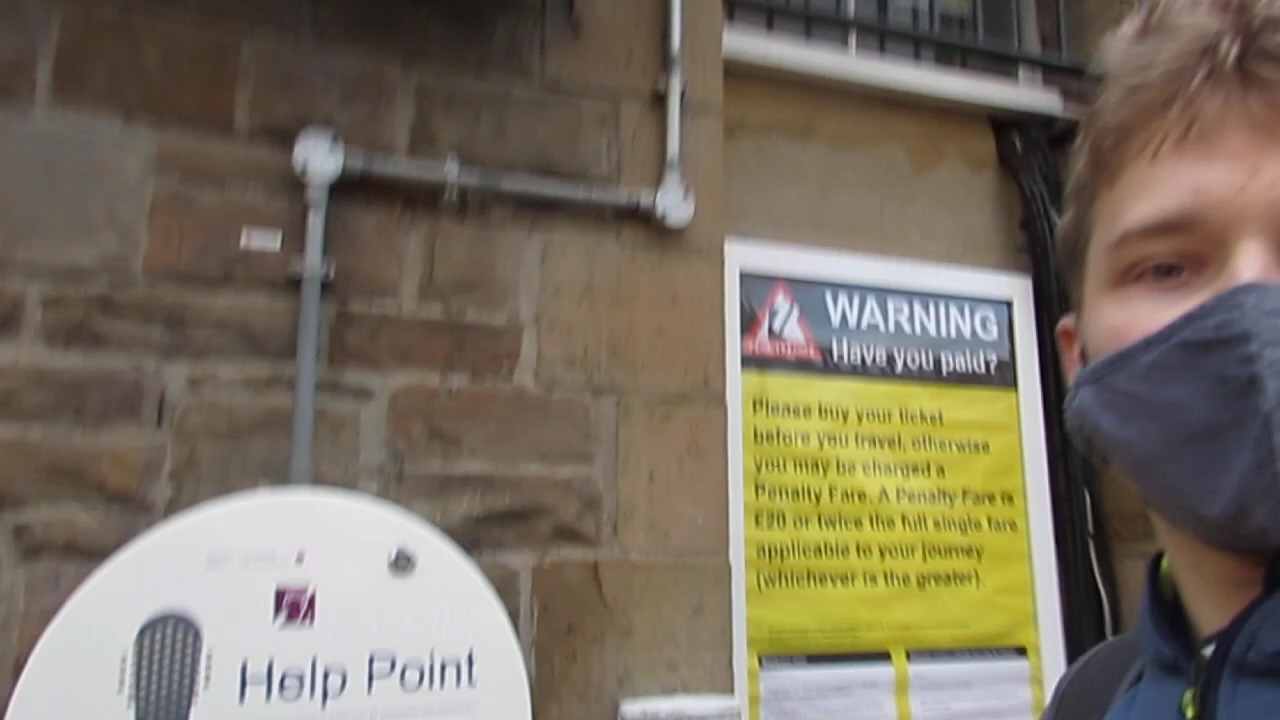 WARNING
Have you paid?
Please buy your ticket
before you travel, otherwise
you may be charged a
Penalty Fare. A Penalty Fare is
£20 or twice the full single fare
applicable to your journey
(whichever is the greater).
Help Point